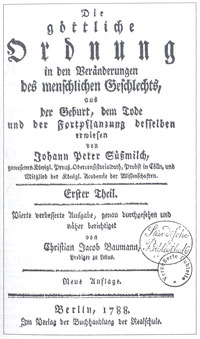 Die
göttliche
Ordnung
in den Veränderungen
des menschlichen Geschlechts,
aus
der Geburt, dem Tode
und der Fortpflanzung desselben
erwiesen
von
Johann Peter Süßmilch,
gewesenen Königl. Preuß. Oberconsistorialrath, Probst in Cölln, und
Mitglied der Königl. Academie der Wissenschaften.
Erster Theil.
Vierte verbesserte Ausgabe, genau durchgesehen und
näher berichtiget
von
Christian Jacob Baumann,
Prediger zu Lebus.
Neue Auflage.
Berlin, 1788.
Im Verlag der Buchhandlung der Realschule.